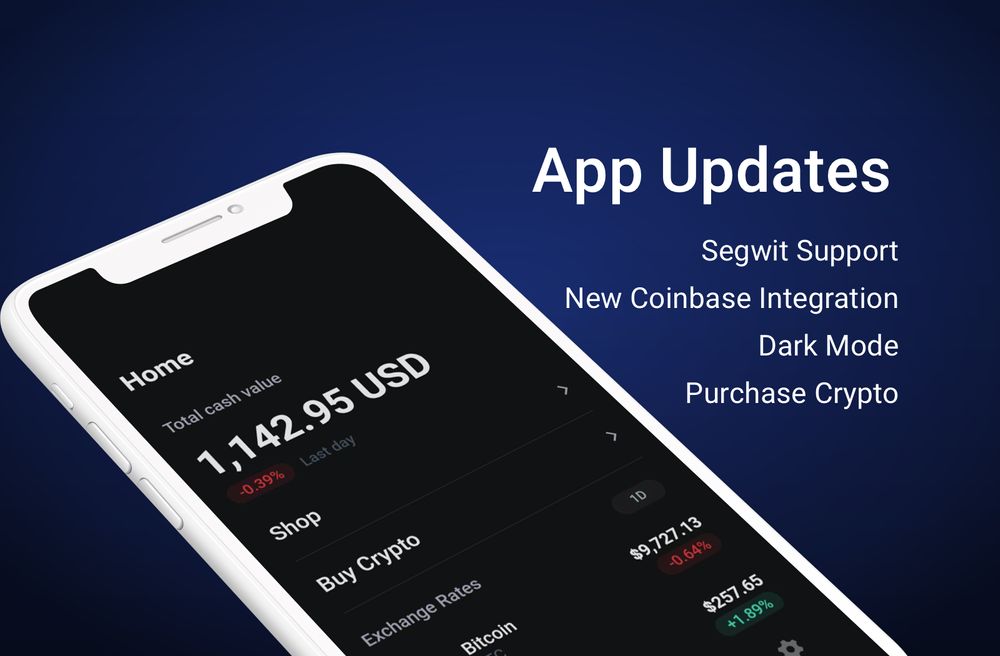 App Updates
Segwit Support
New Coinbase Integration
Dark Mode
Purchase Crypto
Home
Total cash value
1,142.95 USD
-0.39% Last day
Shop
Buy Crypto
Exchange Rates 1D
Bitcoin $9,727.13
-0.64%
$257.65
+1.89%